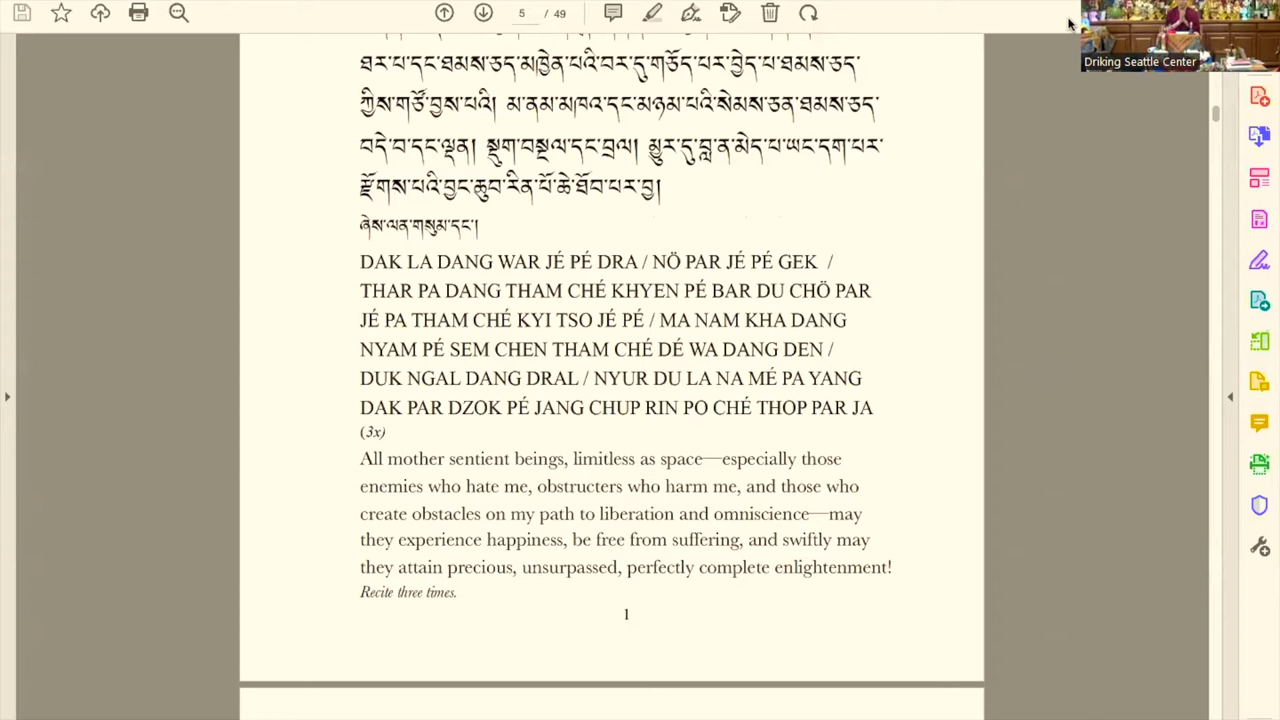 5 / 49
Driking Seattle Center
ཐར་པ་དང་ཐམས་ཅད་མཁྱེན་པའི་བར་དུ་གཅོད་པར་བྱེད་པ་ཐམས་ཅད་
ཀྱིས་གཙོ་བྱས་པའི། མ་ནམ་མཁའ་དང་མཉམ་པའི་སེམས་ཅན་ཐམས་ཅད་
བདེ་བ་དང་ལྡན། སྡུག་བསྔལ་དང་བྲལ། མྱུར་དུ་བླ་ན་མེད་པ་ཡང་དག་པར་
རྫོགས་པའི་བྱང་ཆུབ་རིན་པོ་ཆེ་ཐོབ་པར་བྱ།
ཞེས་ལན་གསུམ་དང་།
DAK LA DANG WAR JÉ PÉ DRA / NÖ PAR JÉ PÉ GEK /
THAR PA DANG THAM CHÉ KHYEN PÉ BAR DU CHÖ PAR
JÉ PA THAM CHÉ KYI TSO JÉ PÉ / MA NAM KHA DANG
NYAM PÉ SEM CHEN THAM CHÉ DÉ WA DANG DEN /
DUK NGAL DANG DRAL / NYUR DU LA NA MÉ PA YANG
DAK PAR DZOK PÉ JANG CHUP RIN PO CHÉ THOP PAR JA
(3x)
All mother sentient beings, limitless as space—especially those
enemies who hate me, obstructers who harm me, and those who
create obstacles on my path to liberation and omniscience—may
they experience happiness, be free from suffering, and swiftly may
they attain precious, unsurpassed, perfectly complete enlightenment!
Recite three times.
1